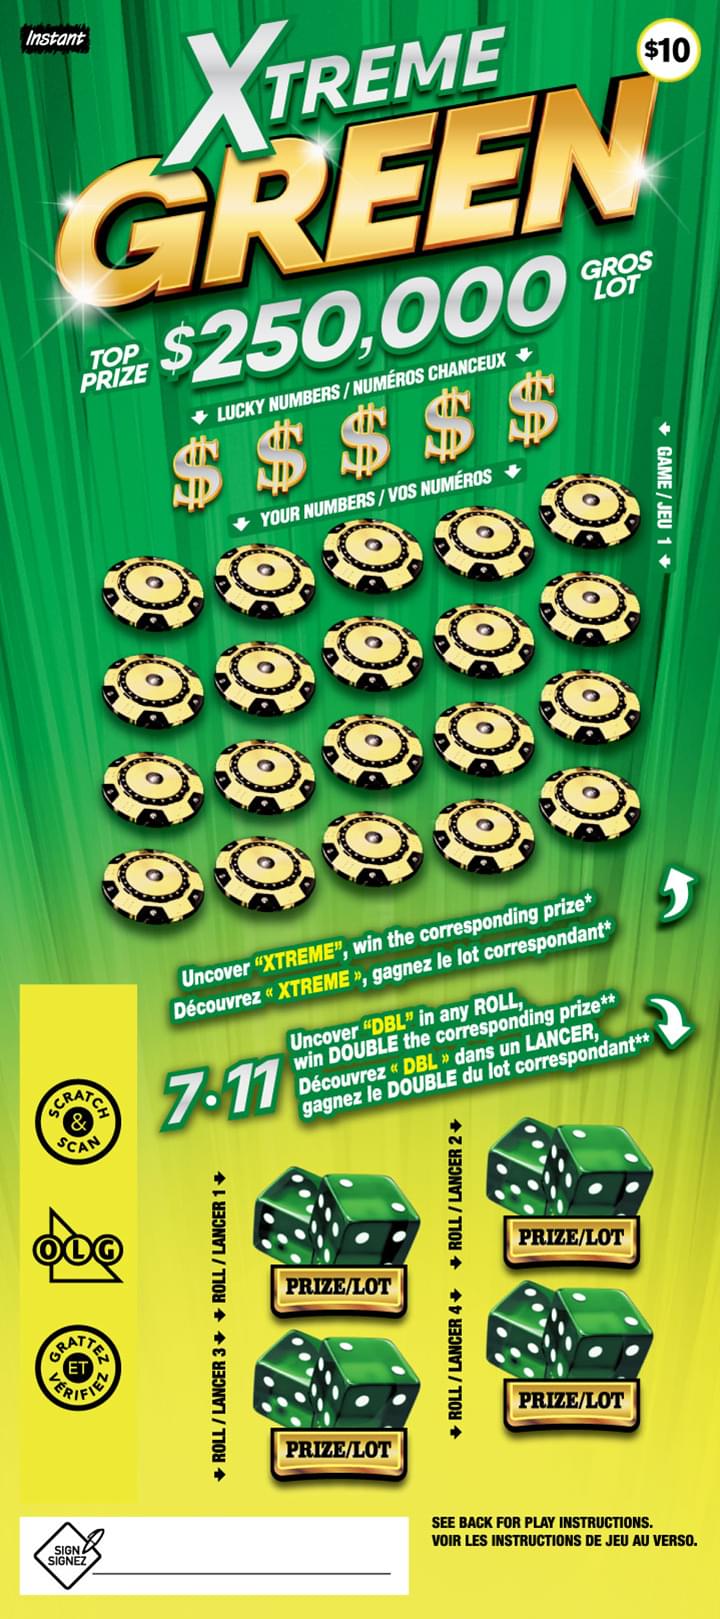 Instant
$10
XTREME
GREEN
TOP
PRIZE
$250,000
GROS
LOT
LUCKY NUMBERS / NUMÉROS CHANCEUX
$ $ $ $ $
YOUR NUMBERS / VOS NUMÉROS
GAME / JEU 1
Uncover “XTREME”, win the corresponding prize*
Découvrez « XTREME », gagnez le lot correspondant*
7•11
Uncover “DBL” in any ROLL,
win DOUBLE the corresponding prize**
Découvrez « DBL » dans un LANCER,
gagnez le DOUBLE du lot correspondant**
SCRATCH
&
SCAN
OLG
GRATTEZ
ET
VÉRIFIEZ
ROLL / LANCER 1
PRIZE/LOT
ROLL / LANCER 2
PRIZE/LOT
ROLL / LANCER 3
PRIZE/LOT
ROLL / LANCER 4
PRIZE/LOT
SIGN
SIGNEZ
SEE BACK FOR PLAY INSTRUCTIONS.
VOIR LES INSTRUCTIONS DE JEU AU VERSO.